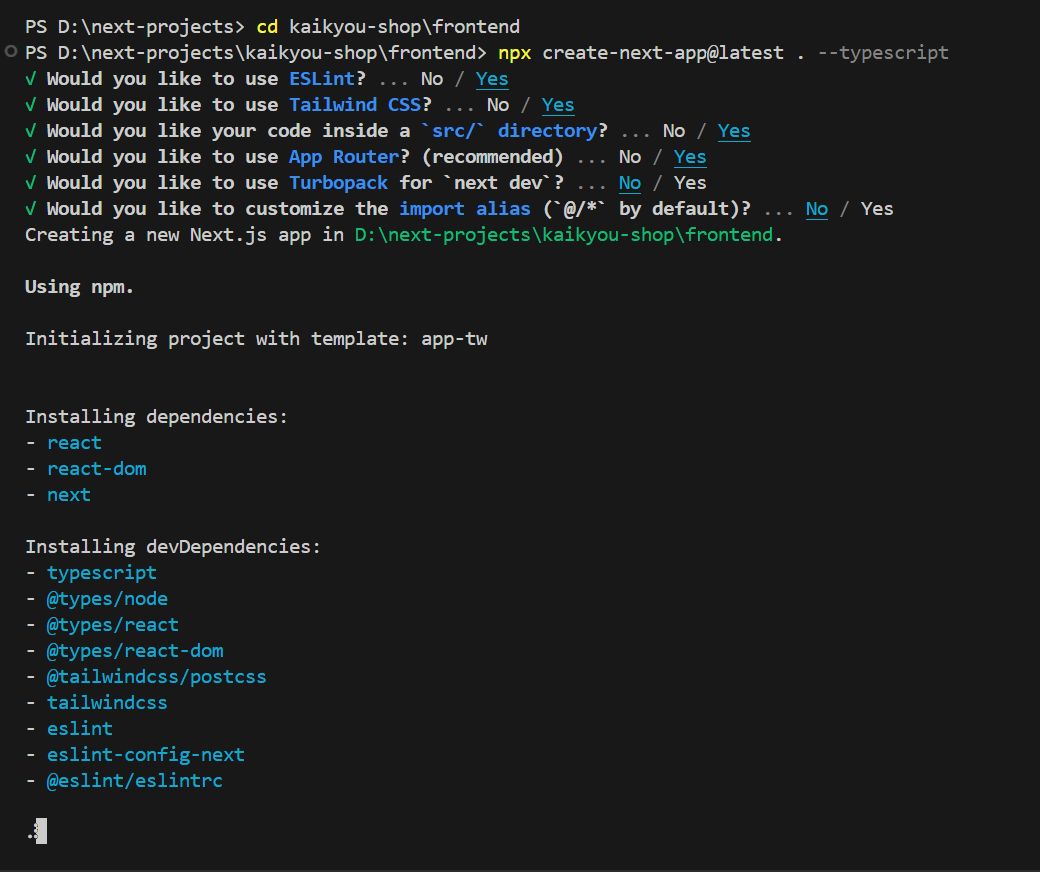 PS D:\next-projects> cd kaikyou-shop\frontend
PS D:\next-projects\kaikyou-shop\frontend> npx create-next-app@latest . --typescript
√ Would you like to use ESLint? ... No / Yes
√ Would you like to use Tailwind CSS? ... No / Yes
√ Would you like your code inside a `src/` directory? ... No / Yes
√ Would you like to use App Router? (recommended) ... No / Yes
√ Would you like to use Turbopack for `next dev`? ... No / Yes
√ Would you like to customize the import alias (`@/*` by default)? ... No / Yes
Creating a new Next.js app in D:\next-projects\kaikyou-shop\frontend.
Using npm.
Initializing project with template: app-tw
Installing dependencies:
- react
- react-dom
- next
Installing devDependencies:
- typescript
- @types/node
- @types/react
- @types/react-dom
- @tailwindcss/postcss
- tailwindcss
- eslint
- eslint-config-next
- @eslint/eslintrc